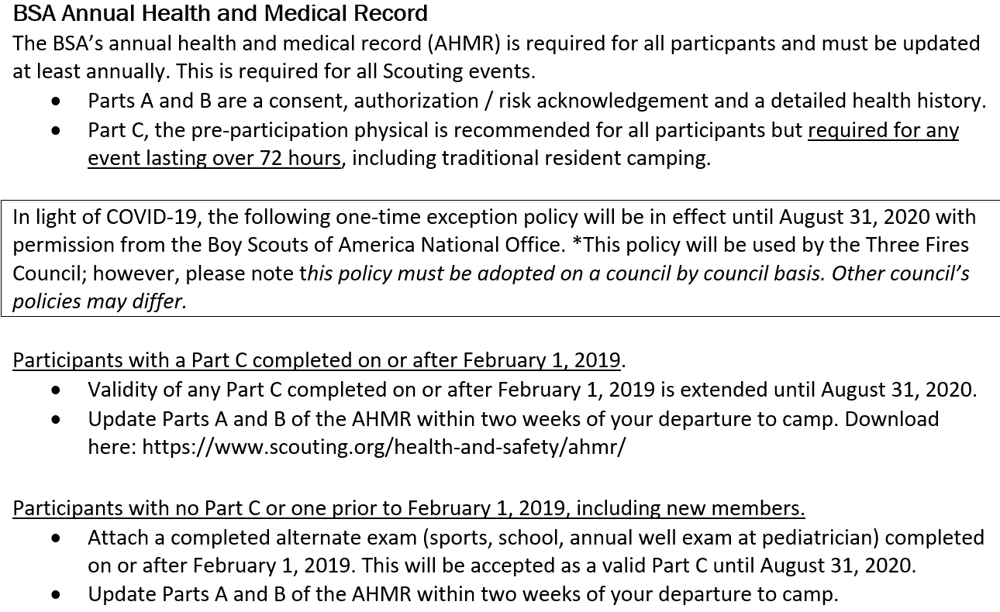 BSA Annual Health and Medical Record
The BSA’s annual health and medical record (AHMR) is required for all particpants and must be updated
at least annually. This is required for all Scouting events.
• Parts A and B are a consent, authorization / risk acknowledgement and a detailed health history.
• Part C, the pre-participation physical is recommended for all participants but required for any
event lasting over 72 hours, including traditional resident camping.
In light of COVID-19, the following one-time exception policy will be in effect until August 31, 2020 with
permission from the Boy Scouts of America National Office. *This policy will be used by the Three Fires
Council; however, please note this policy must be adopted on a council by council basis. Other council’s
policies may differ.
Participants with a Part C completed on or after February 1, 2019.
• Validity of any Part C completed on or after February 1, 2019 is extended until August 31, 2020.
• Update Parts A and B of the AHMR within two weeks of your departure to camp. Download
here: https://www.scouting.org/health-and-safety/ahmr/
Participants with no Part C or one prior to February 1, 2019, including new members.
• Attach a completed alternate exam (sports, school, annual well exam at pediatrician) completed
on or after February 1, 2019. This will be accepted as a valid Part C until August 31, 2020.
• Update Parts A and B of the AHMR within two weeks of your departure to camp.